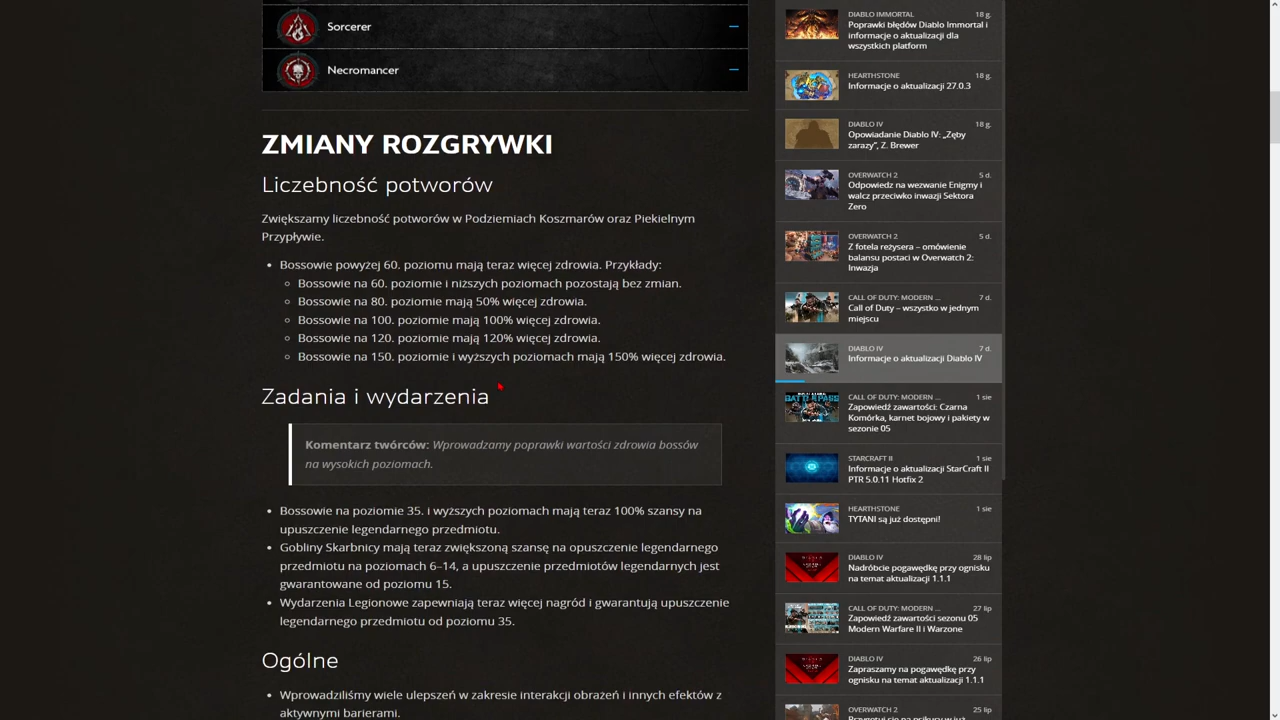 Sorcerer
Necromancer
ZMIANY ROZGRYWKI
Liczebność potworów
Zwiększamy liczebność potworów w Podziemiach Koszmarów oraz Piekielnym
Przypływie.
Bossowie powyżej 60. poziomu mają teraz więcej zdrowia. Przykłady:
Bossowie na 60. poziomie i niższych poziomach pozostają bez zmian.
Bossowie na 80. poziomie mają 50% więcej zdrowia.
Bossowie na 100. poziomie mają 100% więcej zdrowia.
Bossowie na 120. poziomie mają 120% więcej zdrowia.
Bossowie na 150. poziomie i wyższych poziomach mają 150% więcej zdrowia.
Zadania i wydarzenia
Komentarz twórców: Wprowadzamy poprawki wartości zdrowia bossów
na wysokich poziomach.
Bossowie na poziomie 35. i wyższych poziomach mają teraz 100% szansy na
upuszczenie legendarnego przedmiotu.
Gobliny Skarbnicy mają teraz zwiększoną szansę na opuszczenie legendarnego
przedmiotu na poziomach 6–14, a upuszczenie przedmiotów legendarnych jest
gwarantowane od poziomu 15.
Wydarzenia Legionowe zapewniają teraz więcej nagród i gwarantują upuszczenie
legendarnego przedmiotu od poziomu 35.
Ogólne
Wprowadziliśmy wiele ulepszeń w zakresie interakcji obrażeń i innych efektów z
aktywnymi barierami.
DIABLO IMMORTAL 18 g.
Poprawki błędów Diablo Immortal i
informacje o aktualizacji dla
wszystkich platform
HEARTHSTONE 18 g.
Informacje o aktualizacji 27.0.3
DIABLO IV 18 g.
Opowiadanie Diablo IV: „Zęby
zarazy”, Z. Brewer
OVERWATCH 2 5 d.
Odpowiedz na wezwanie Enigmy i
walcz przeciwko inwazji Sektora
Zero
OVERWATCH 2 5 d.
Z fotela reżysera – omówienie
balansu postaci w Overwatch 2:
Inwazja
CALL OF DUTY: MODERN ... 7 d.
Call of Duty – wszystko w jednym
miejscu
DIABLO IV 7 d.
Informacje o aktualizacji Diablo IV
CALL OF DUTY: MODERN ... 1 sie
Zapowiedź zawartości: Czarna
Komórka, karnet bojowy i pakiety w
sezonie 05
STARCRAFT II 1 sie
Informacje o aktualizacji StarCraft II
PTR 5.0.11 Hotfix 2
HEARTHSTONE 1 sie
TYTANI są już dostępni!
DIABLO IV 28 lip
Nadróbcie pogawędkę przy ognisku
na temat aktualizacji 1.1.1
CALL OF DUTY: MODERN ... 27 lip
Zapowiedź zawartości sezonu 05
Modern Warfare II i Warzone
DIABLO IV 26 lip
Zapraszamy na pogawędkę przy
ognisku na temat aktualizacji 1.1.1
OVERWATCH 2 25 lip